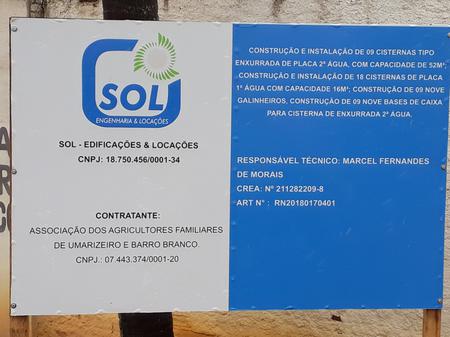 SOL
ENGENHARIA & LOCAÇÕES
SOL - EDIFICAÇÕES & LOCAÇÕES
CNPJ: 18.750.456/0001-34
CONTRATANTE:
ASSOCIAÇÃO DOS AGRICULTORES FAMILIARES
DE UMARIZEIRO E BARRO BRANCO.
CNPJ.: 07.443.374/0001-20
CONSTRUÇÃO E INSTALAÇÃO DE 09 CISTERNAS TIPO
ENXURRADA DE PLACA 2ª ÁGUA, COM CAPACIDADE DE 52M³,
CONSTRUÇÃO E INSTALAÇÃO DE 18 CISTERNAS DE PLACA
1ª ÁGUA COM CAPACIDADE 16M³; CONSTRUÇÃO DE 09 NOVE
GALINHEIROS, CONSTRUÇÃO DE 09 NOVE BASES DE CAIXA
PARA CISTERNA DE ENXURRADA 2ª ÁGUA.
RESPONSÁVEL TÉCNICO: MARCEL FERNANDES
DE MORAIS
CREA: Nº 211282209-8
ART N° : RN20180170401